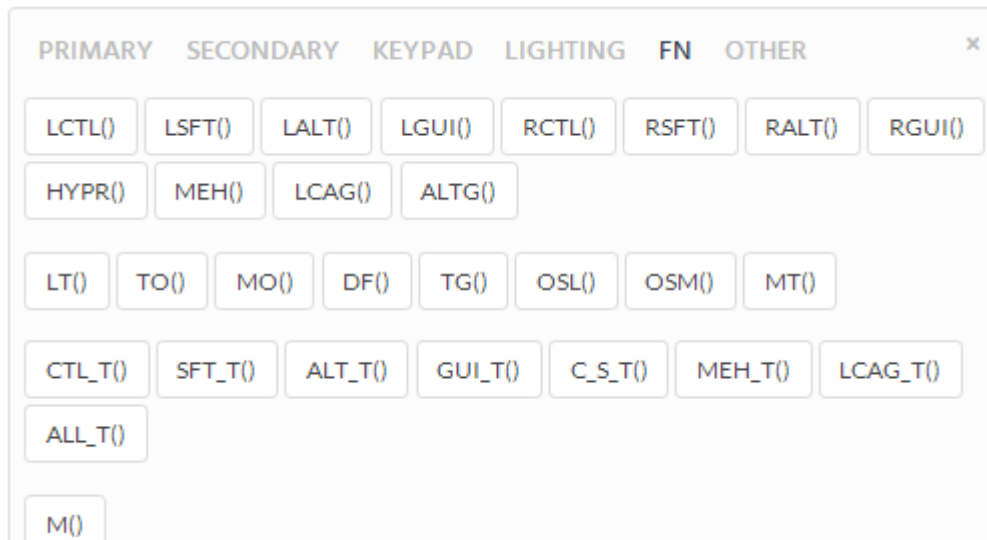 PRIMARY SECONDARY KEYPAD LIGHTING FN OTHER ×
LCTL() LSFT() LALT() LGUI() RCTL() RSFT() RALT() RGUI()
HYPR() MEH() LCAG() ALTG()
LT() TO() MO() DF() TG() OSL() OSM() MT()
CTL_T() SFT_T() ALT_T() GUI_T() C_S_T() MEH_T() LCAG_T()
ALL_T()
M()